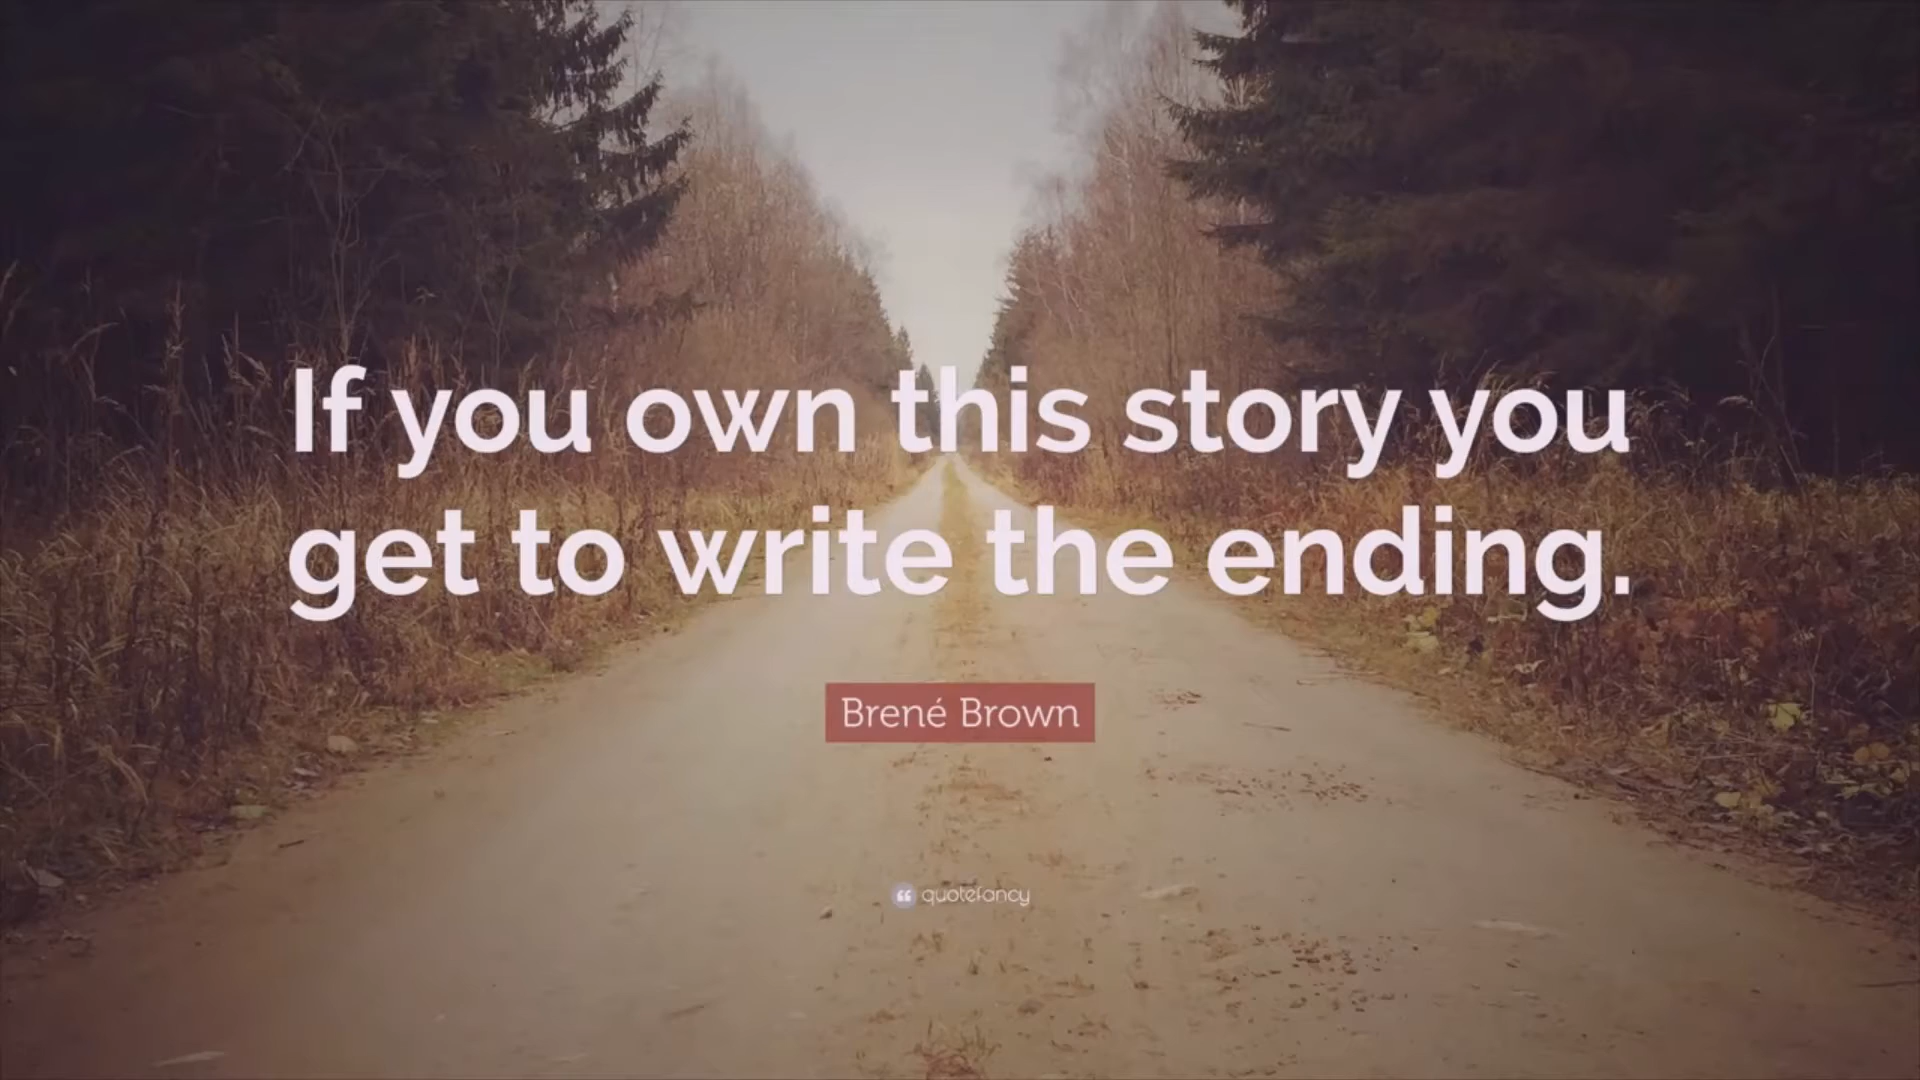 If you own this story you
get to write the ending.
Brené Brown
quotefancy